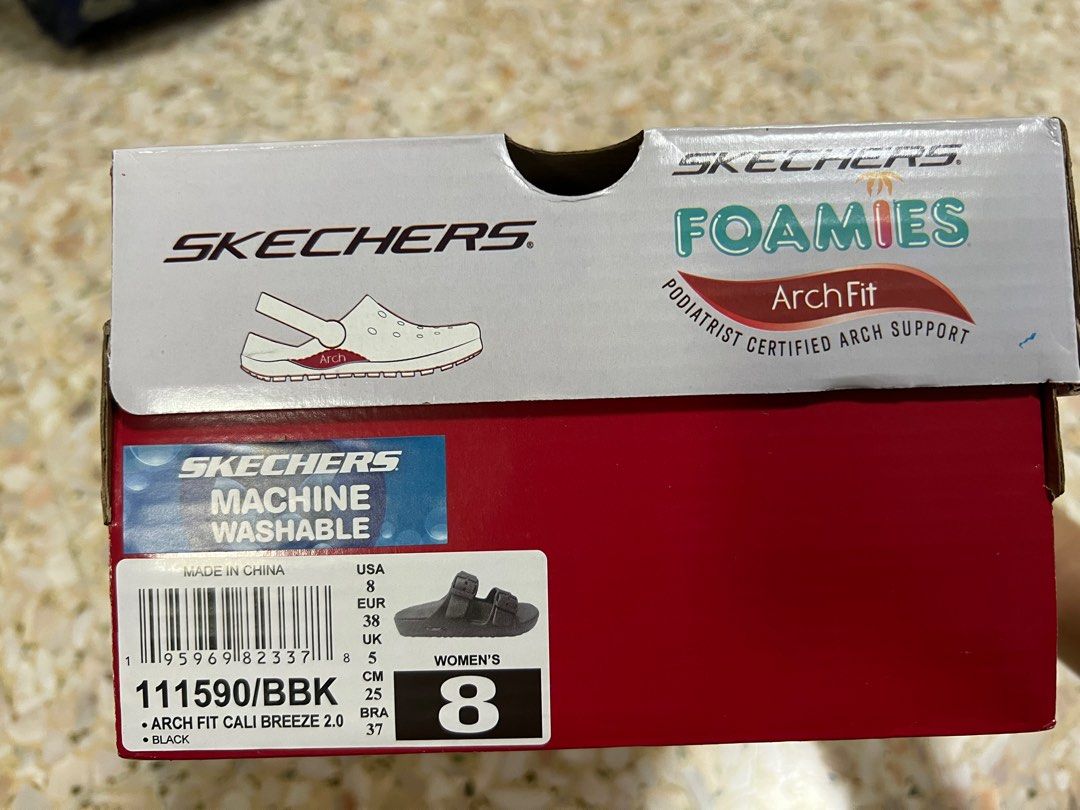 SKECHERS®
Arch
SKECHERS®
FOAMIES®
ArchFit
PODIATRIST CERTIFIED ARCH SUPPORT
SKECHERS
MACHINE
WASHABLE
MADE IN CHINA
1 95969 82337 8
111590/BBK
• ARCH FIT CALI BREEZE 2.0
• BLACK
USA
8
EUR
38
UK
5
CM
25
BRA
37
WOMEN'S
8